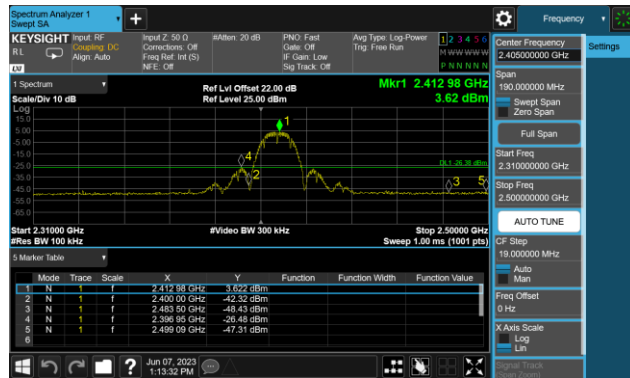 Spectrum Analyzer 1
Swept SA
Frequency
Settings
KEYSIGHT Input: RF
Input Z: 50 Ω
#Atten: 20 dB
PNO: Fast
Avg Type: Log-Power
1 2 3 4 5 6
RL
Coupling: DC
Corrections: Off
Gate: Off
Trig: Free Run
M W W W W W
Align: Auto
Freq Ref: Int (S)
IF Gain: Low
NFE: Off
Sig Track: Off
P N N N N N
1 Spectrum
Ref Lvl Offset 22.00 dB
Mkr1 2.412 98 GHz
Scale/Div 10 dB
Ref Level 25.00 dBm
3.62 dBm
Log
15.0
5.00
-5.00
-15.0
-25.0
-35.0
-45.0
-55.0
-65.0
1
4
2
3
5
DL1 -26.38 dBm
Start 2.31000 GHz
#Video BW 300 kHz
Stop 2.50000 GHz
#Res BW 100 kHz
Sweep 1.00 ms (1001 pts)
5 Marker Table
Mode Trace Scale X Y Function Function Width Function Value
1 N 1 f 2.412 98 GHz 3.622 dBm
2 N 1 f 2.400 00 GHz -42.32 dBm
3 N 1 f 2.483 50 GHz -48.43 dBm
4 N 1 f 2.396 95 GHz -26.48 dBm
5 N 1 f 2.499 09 GHz -47.31 dBm
6
Jun 07, 2023
1:13:32 PM
Center Frequency
2.405000000 GHz
Span
190.000000 MHz
Swept Span
Zero Span
Full Span
Start Freq
2.310000000 GHz
Stop Freq
2.500000000 GHz
AUTO TUNE
CF Step
19.000000 MHz
Auto
Man
Freq Offset
0 Hz
X Axis Scale
Log
Lin
Signal Track
(Span Zoom)